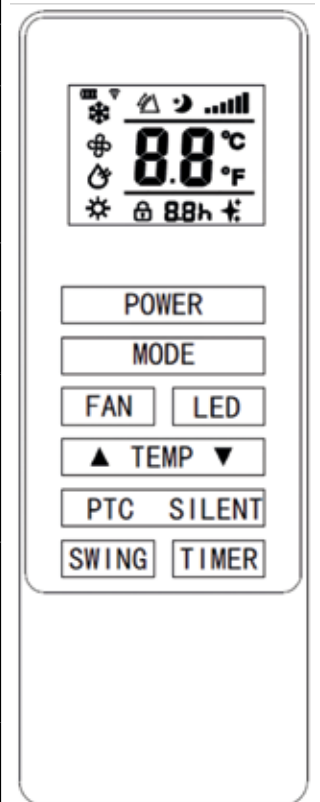 8.8 °C
°F
8.8h
POWER
MODE
FAN LED
▲ TEMP ▼
PTC SILENT
SWING TIMER